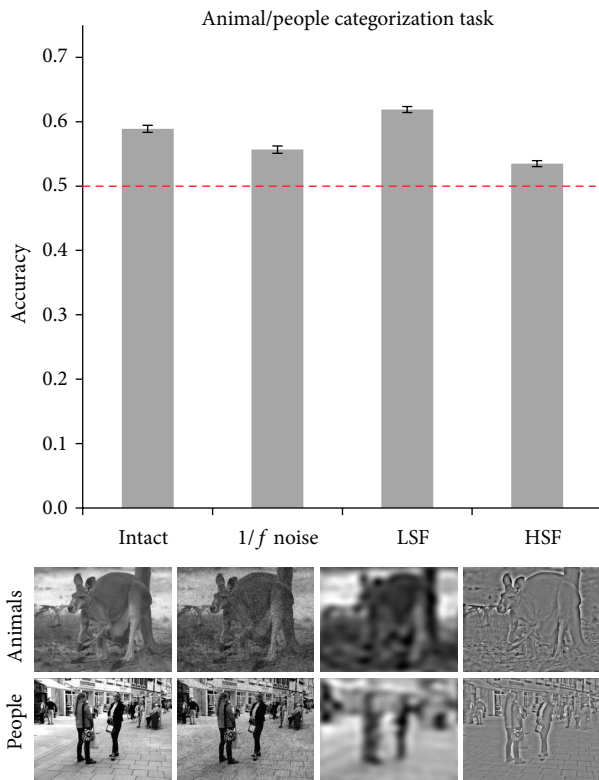 Animal/people categorization task
0.7
0.6
0.5
0.4
0.3
0.2
0.1
0.0
Accuracy
Intact 1/f noise LSF HSF
Animals
People